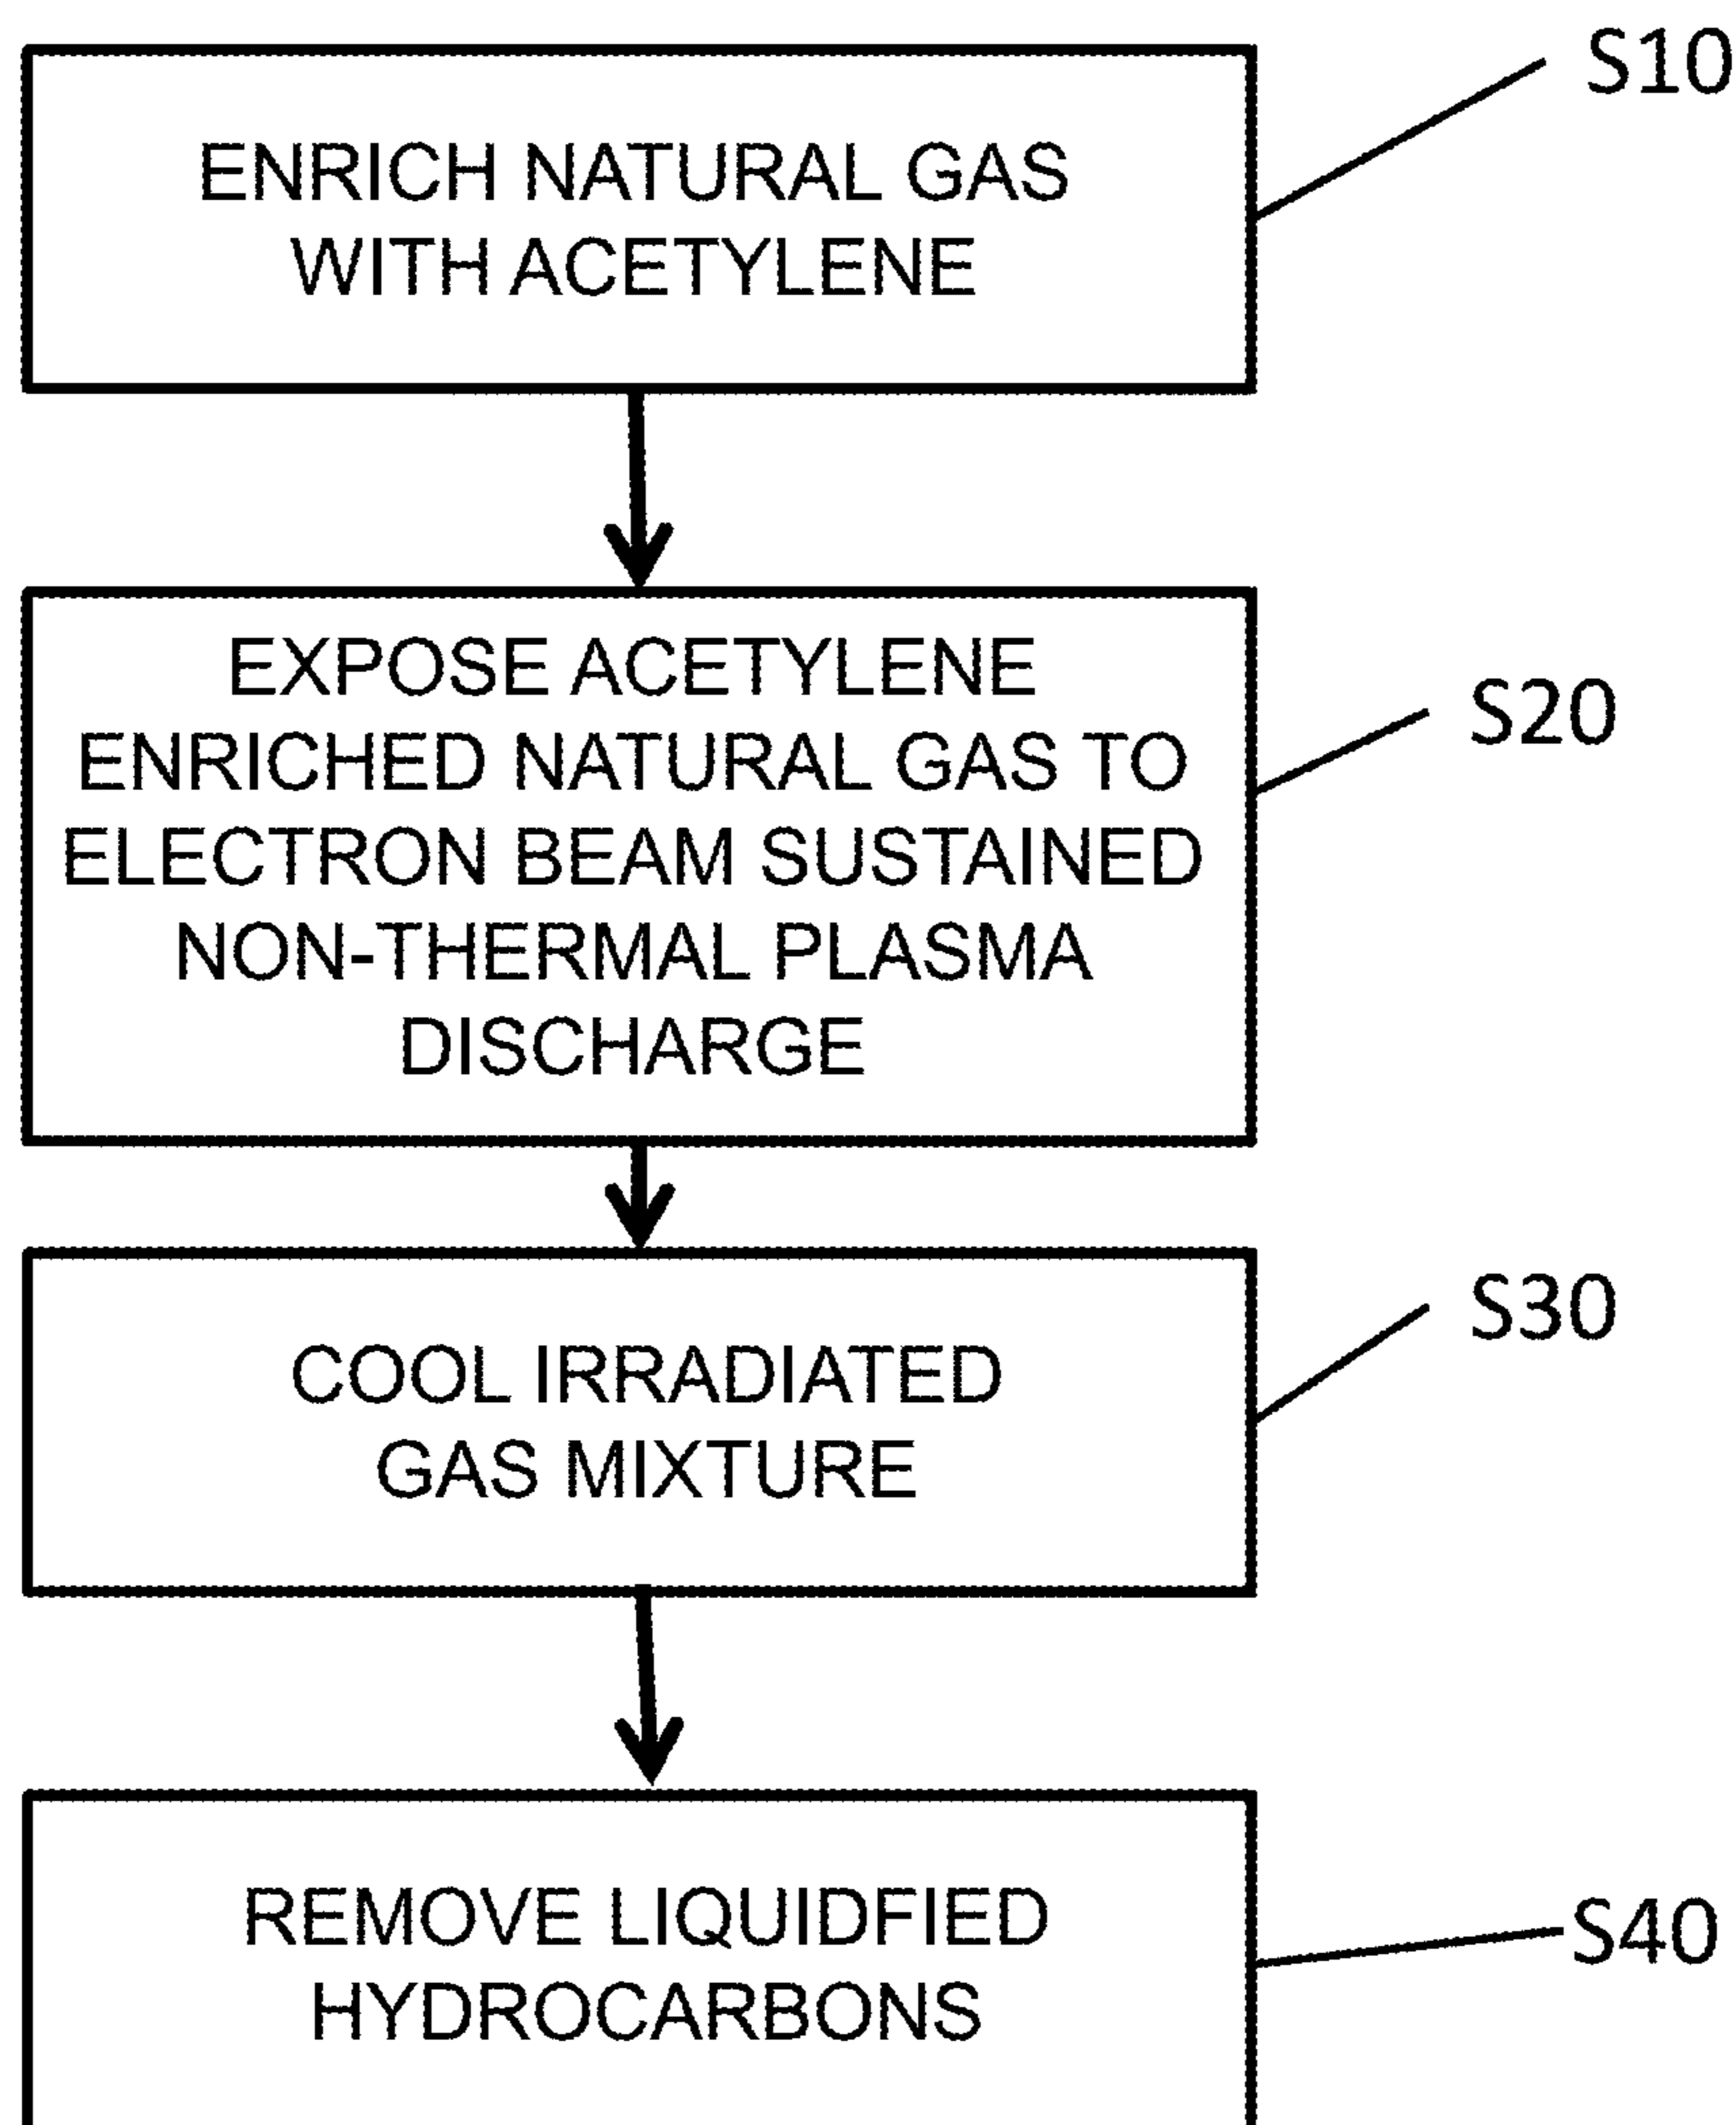 S10
ENRICH NATURAL GAS
WITH ACETYLENE
EXPOSE ACETYLENE
ENRICHED NATURAL GAS TO
ELECTRON BEAM SUSTAINED
NON-THERMAL PLASMA
DISCHARGE
S20
COOL IRRADIATED
GAS MIXTURE
S30
REMOVE LIQUIDFIED
HYDROCARBONS
S40